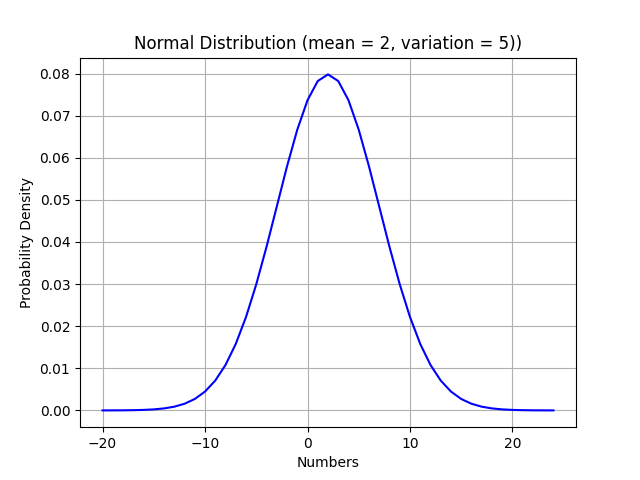 Normal Distribution (mean = 2, variation = 5))
0.08
0.07
0.06
0.05
0.04
0.03
0.02
0.01
0.00
Probability Density
−20 −10 0 10 20
Numbers